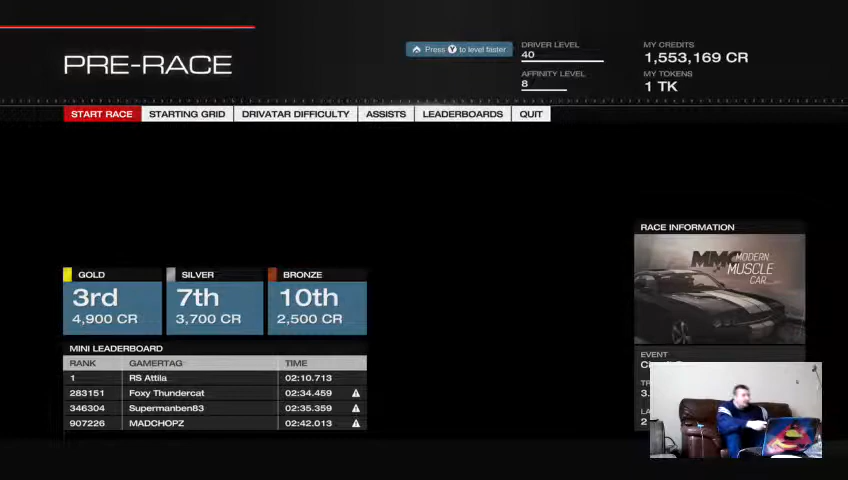 PRE-RACE
Press Y to level faster
DRIVER LEVEL
40
AFFINITY LEVEL
8
MY CREDITS
1,553,169 CR
MY TOKENS
1 TK
START RACE
STARTING GRID
DRIVATAR DIFFICULTY
ASSISTS
LEADERBOARDS
QUIT
RACE INFORMATION
MMC MODERN
MUSCLE
CAR
GOLD
3rd
4,900 CR
SILVER
7th
3,700 CR
BRONZE
10th
2,500 CR
MINI LEADERBOARD
RANK GAMERTAG TIME
1 RS Attila 02:10.713
283151 Foxy Thundercat 02:34.459
346304 Supermanben83 02:35.359
907226 MADCHOPZ 02:42.013
EVENT
3.
2